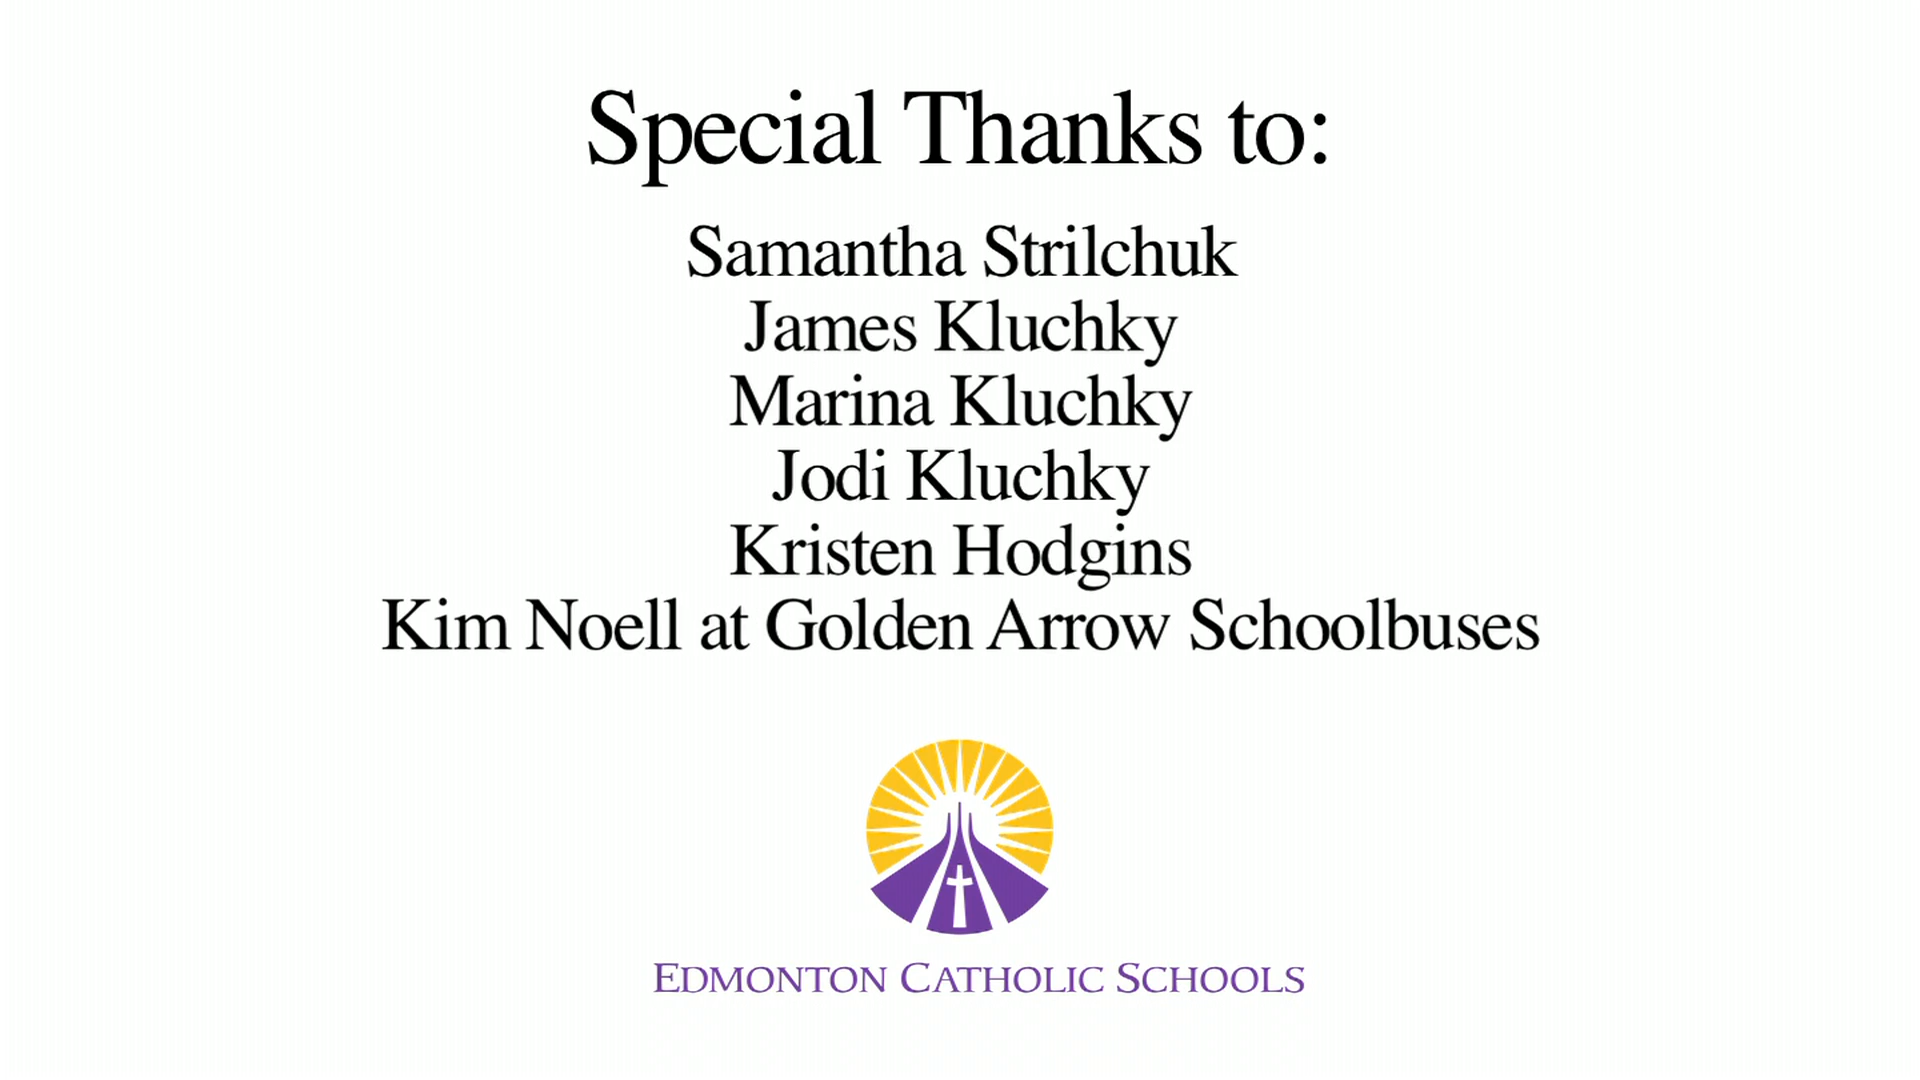 Special Thanks to:
Samantha Strilchuk
James Kluchky
Marina Kluchky
Jodi Kluchky
Kristen Hodgins
Kim Noell at Golden Arrow Schoolbuses
EDMONTON CATHOLIC SCHOOLS